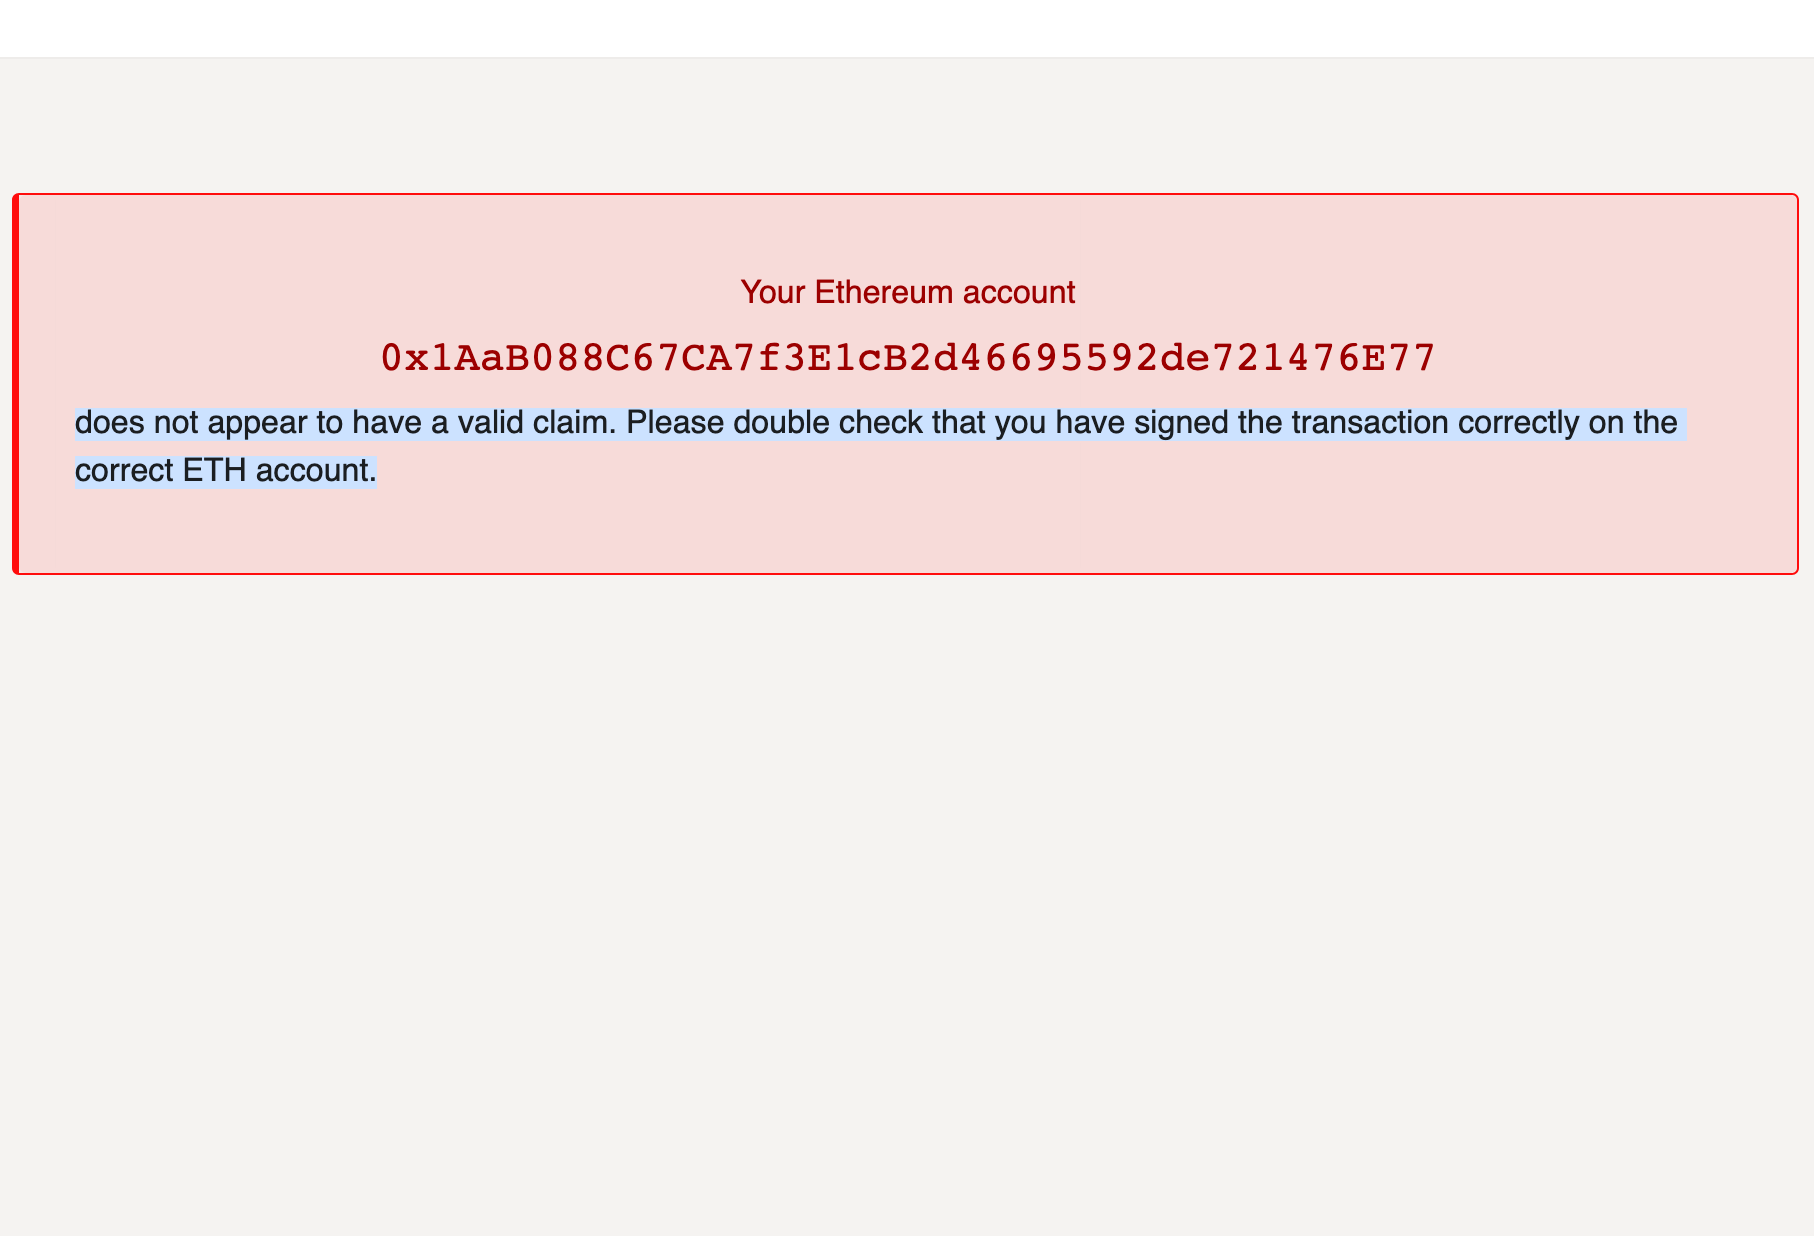 Your Ethereum account
0x1AaB088C67CA7f3E1cB2d46695592de721476E77
does not appear to have a valid claim. Please double check that you have signed the transaction correctly on the
correct ETH account.